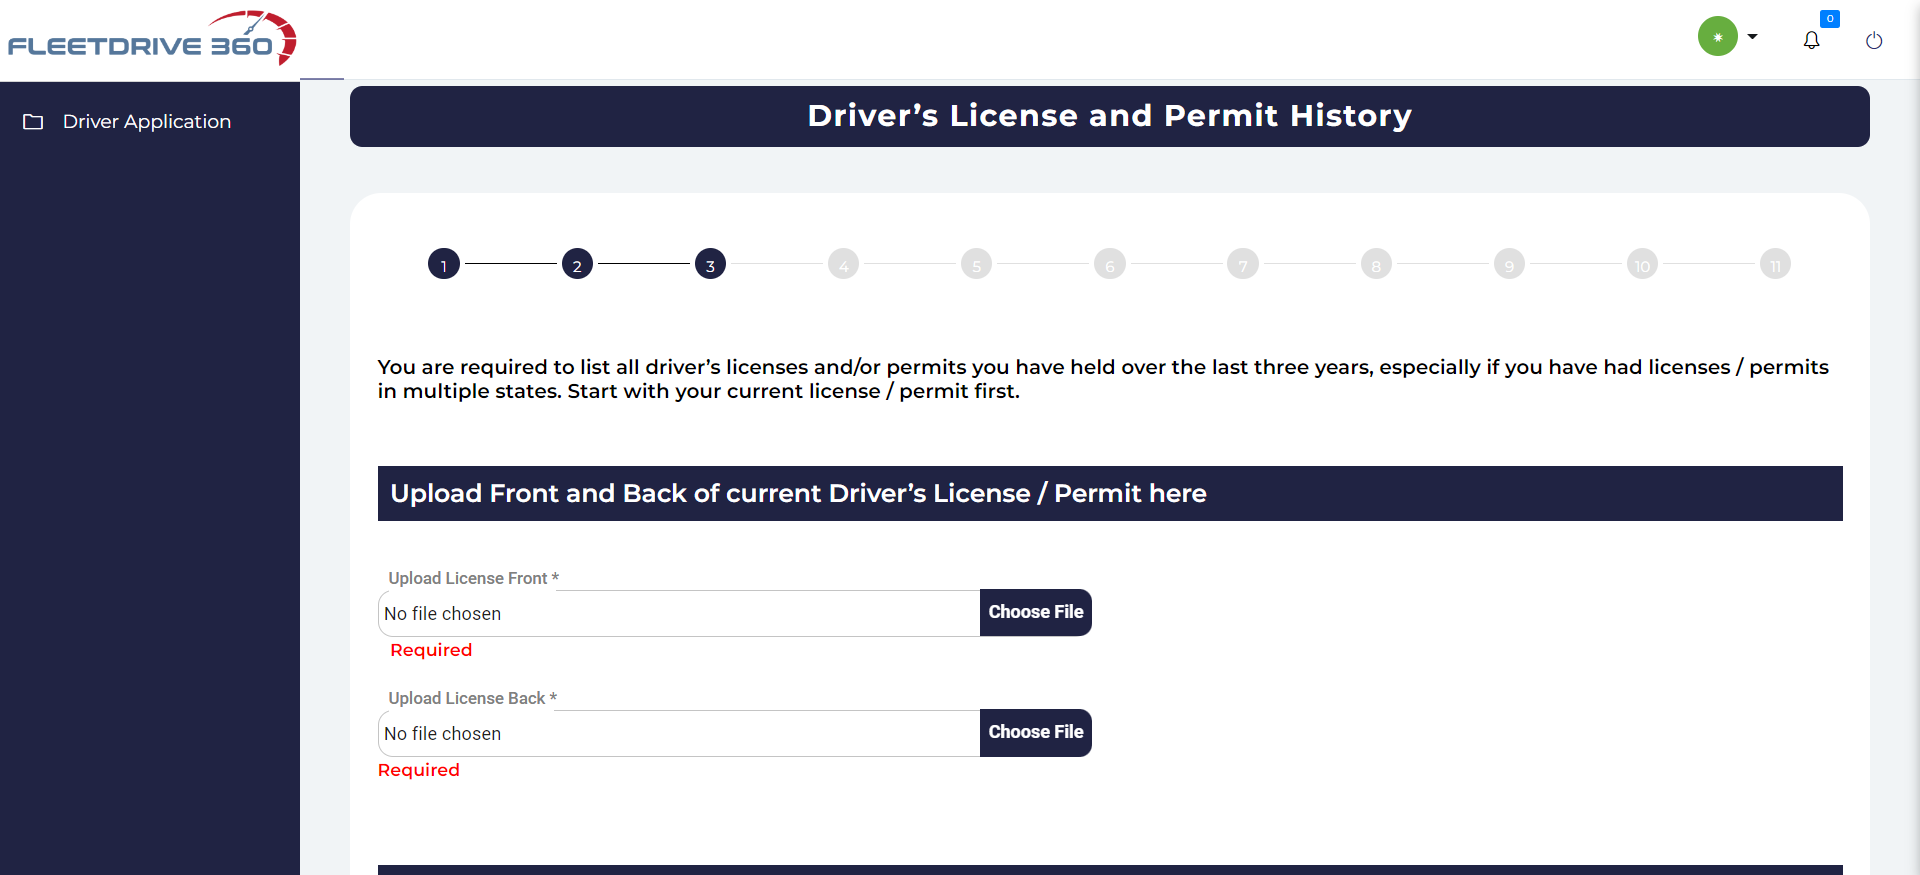 FLEETDRIVE 360
0
Driver Application
Driver’s License and Permit History
1 2 3 4 5 6 7 8 9 10 11
You are required to list all driver’s licenses and/or permits you have held over the last three years, especially if you have had licenses / permits
in multiple states. Start with your current license / permit first.
Upload Front and Back of current Driver’s License / Permit here
Upload License Front *
No file chosen
Choose File
Required
Upload License Back *
No file chosen
Choose File
Required